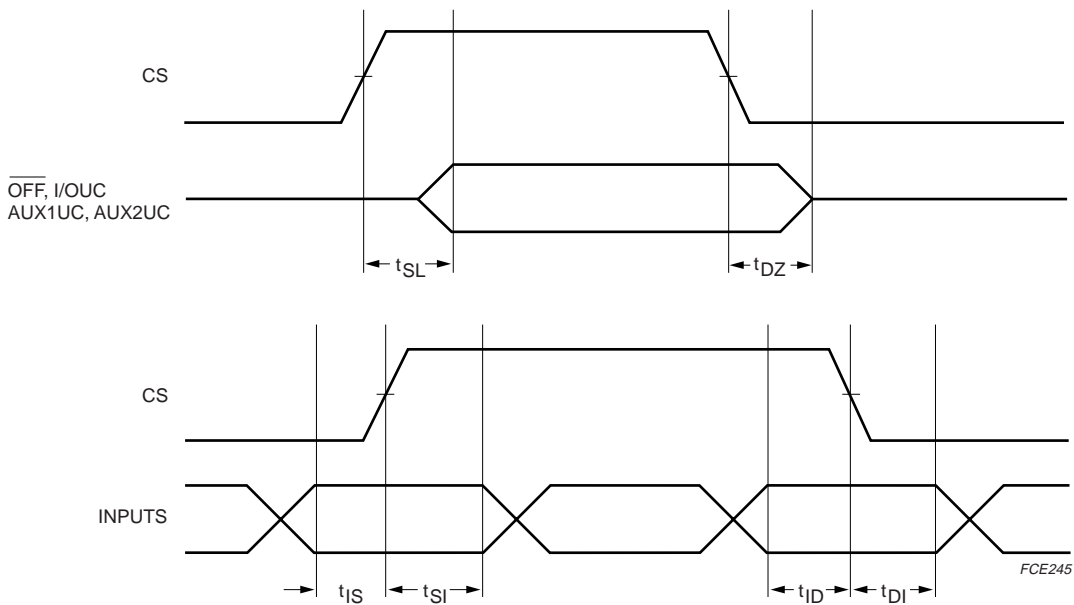 CS
OFF, I/OUC
AUX1UC, AUX2UC
tSL
tDZ
CS
INPUTS
tIS
tSI
tID
tDI
FCE245